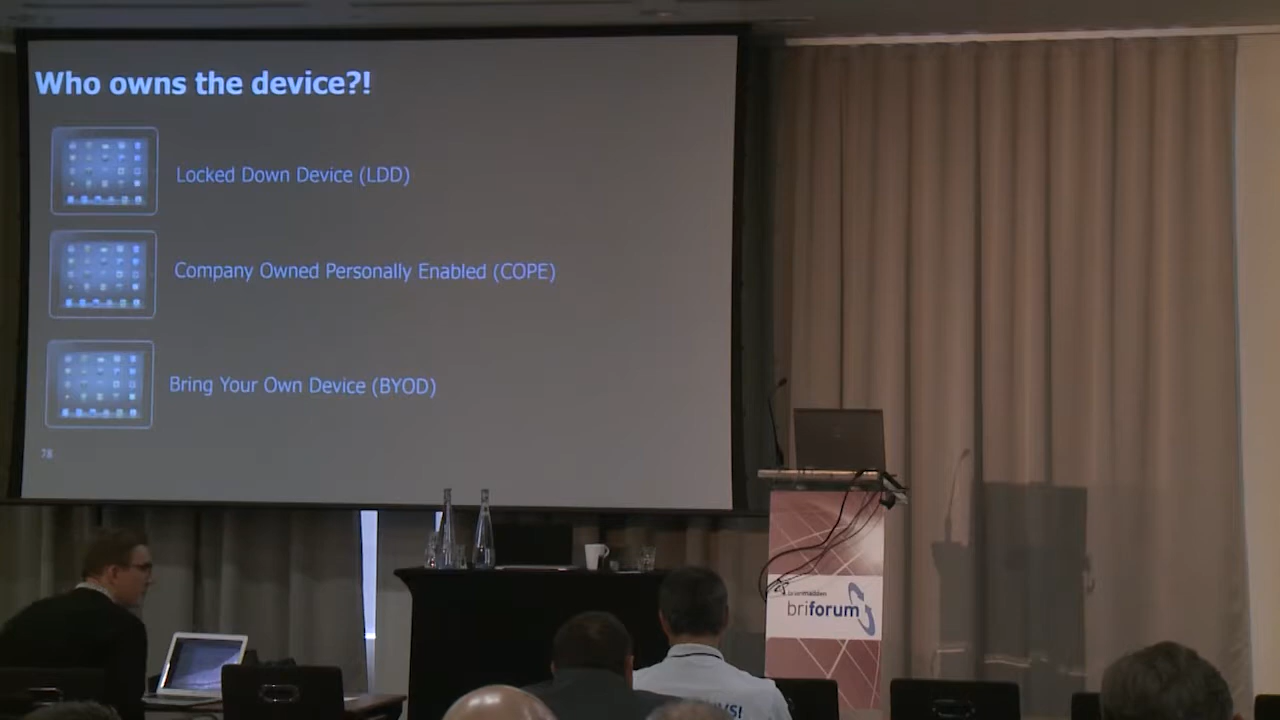 Who owns the device?!
Locked Down Device (LDD)
Company Owned Personally Enabled (COPE)
Bring Your Own Device (BYOD)
78
brianmadden
briforum